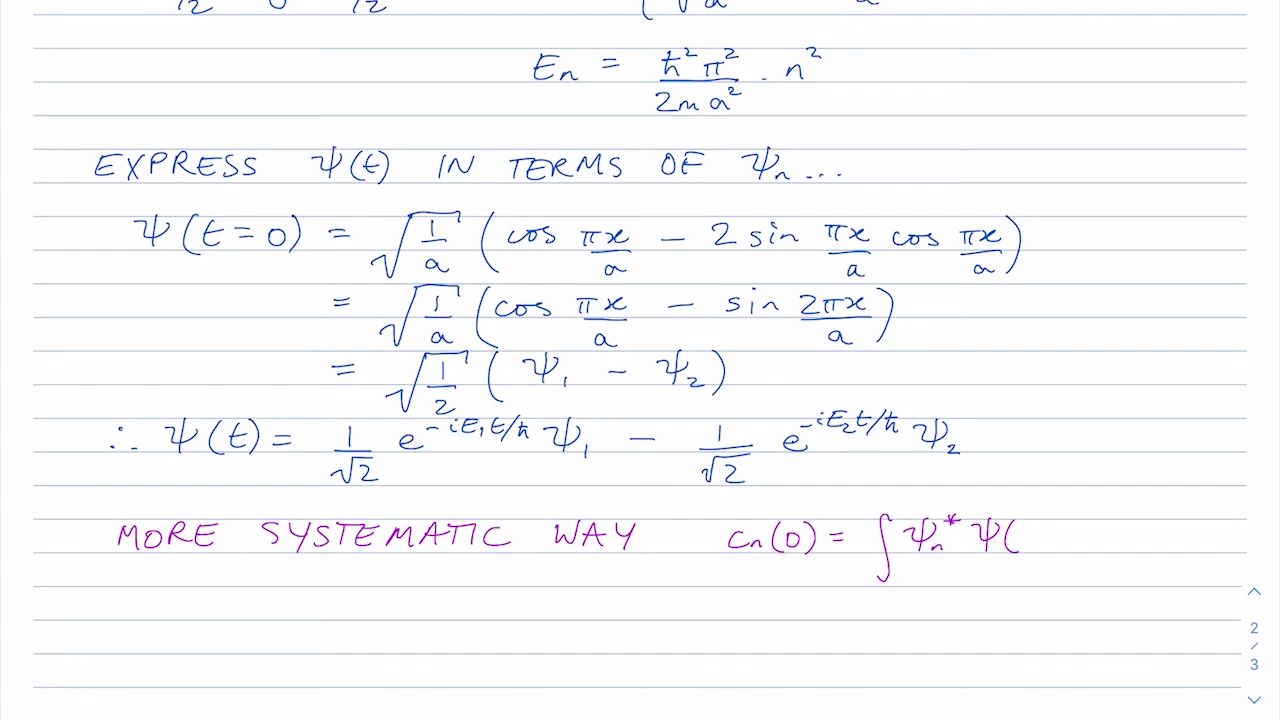 E_n = ħ²π²/2ma² · n²
EXPRESS Ψ(t) IN TERMS OF Ψ_n ...
Ψ(t=0) = √(1/a) (cos πx/a − 2 sin πx/a cos πx/a)
= √(1/a) (cos πx/a − sin 2πx/a)
= √(1/2) (Ψ₁ − Ψ₂)
∴ Ψ(t) = 1/√2 e^(−iE₁t/ħ) Ψ₁ − 1/√2 e^(−iE₂t/ħ) Ψ₂
MORE SYSTEMATIC WAY c_n(0) = ∫ Ψ_n* Ψ(
2
/
3